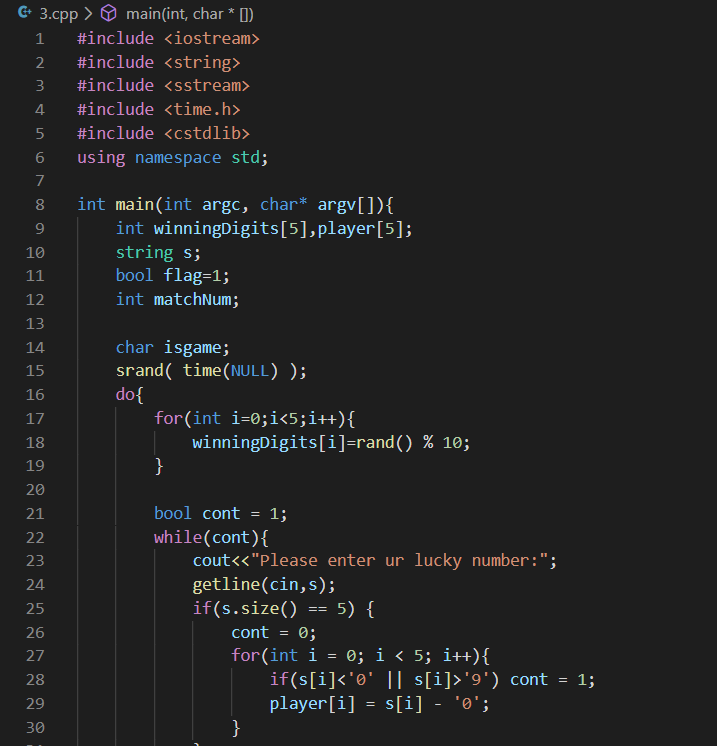 3.cpp > main(int, char * [])
1 #include <iostream>
2 #include <string>
3 #include <sstream>
4 #include <time.h>
5 #include <cstdlib>
6 using namespace std;
7
8 int main(int argc, char* argv[]){
9     int winningDigits[5],player[5];
10     string s;
11     bool flag=1;
12     int matchNum;
13
14     char isgame;
15     srand( time(NULL) );
16     do{
17         for(int i=0;i<5;i++){
18             winningDigits[i]=rand() % 10;
19         }
20
21         bool cont = 1;
22         while(cont){
23             cout<<"Please enter ur lucky number:";
24             getline(cin,s);
25             if(s.size() == 5) {
26                 cont = 0;
27                 for(int i = 0; i < 5; i++){
28                     if(s[i]<'0' || s[i]>'9') cont = 1;
29                     player[i] = s[i] - '0';
30                 }